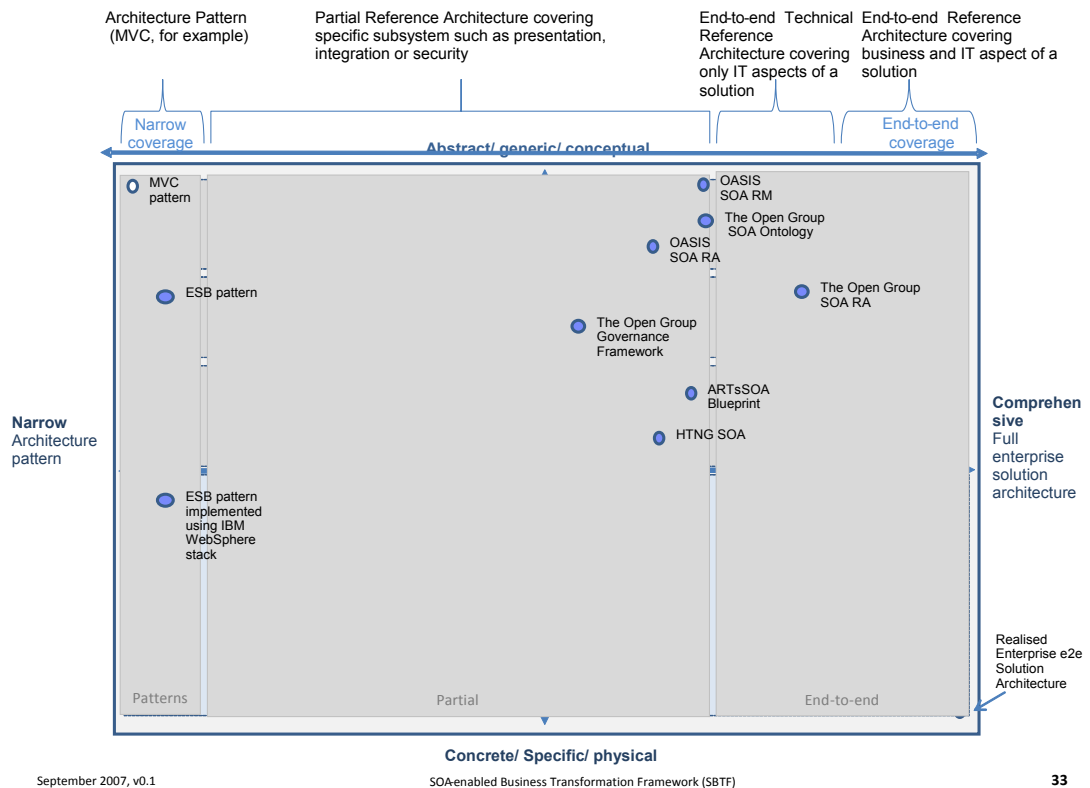 Architecture Pattern
(MVC, for example)
Partial Reference Architecture covering
specific subsystem such as presentation,
integration or security
End-to-end Technical
Reference
Architecture covering
only IT aspects of a
solution
End-to-end Reference
Architecture covering
business and IT aspect of a
solution
Narrow
coverage
End-to-end
coverage
Abstract/ generic/ conceptual
MVC
pattern
OASIS
SOA RM
The Open Group
SOA Ontology
OASIS
SOA RA
ESB pattern
The Open Group
SOA RA
The Open Group
Governance
Framework
ARTsSOA
Blueprint
HTNG SOA
Narrow
Architecture
pattern
Comprehen
sive
Full
enterprise
solution
architecture
ESB pattern
implemented
using IBM
WebSphere
stack
Realised
Enterprise e2e
Solution
Architecture
Patterns
Partial
End-to-end
Concrete/ Specific/ physical
September 2007, v0.1
SOA-enabled Business Transformation Framework (SBTF)
33